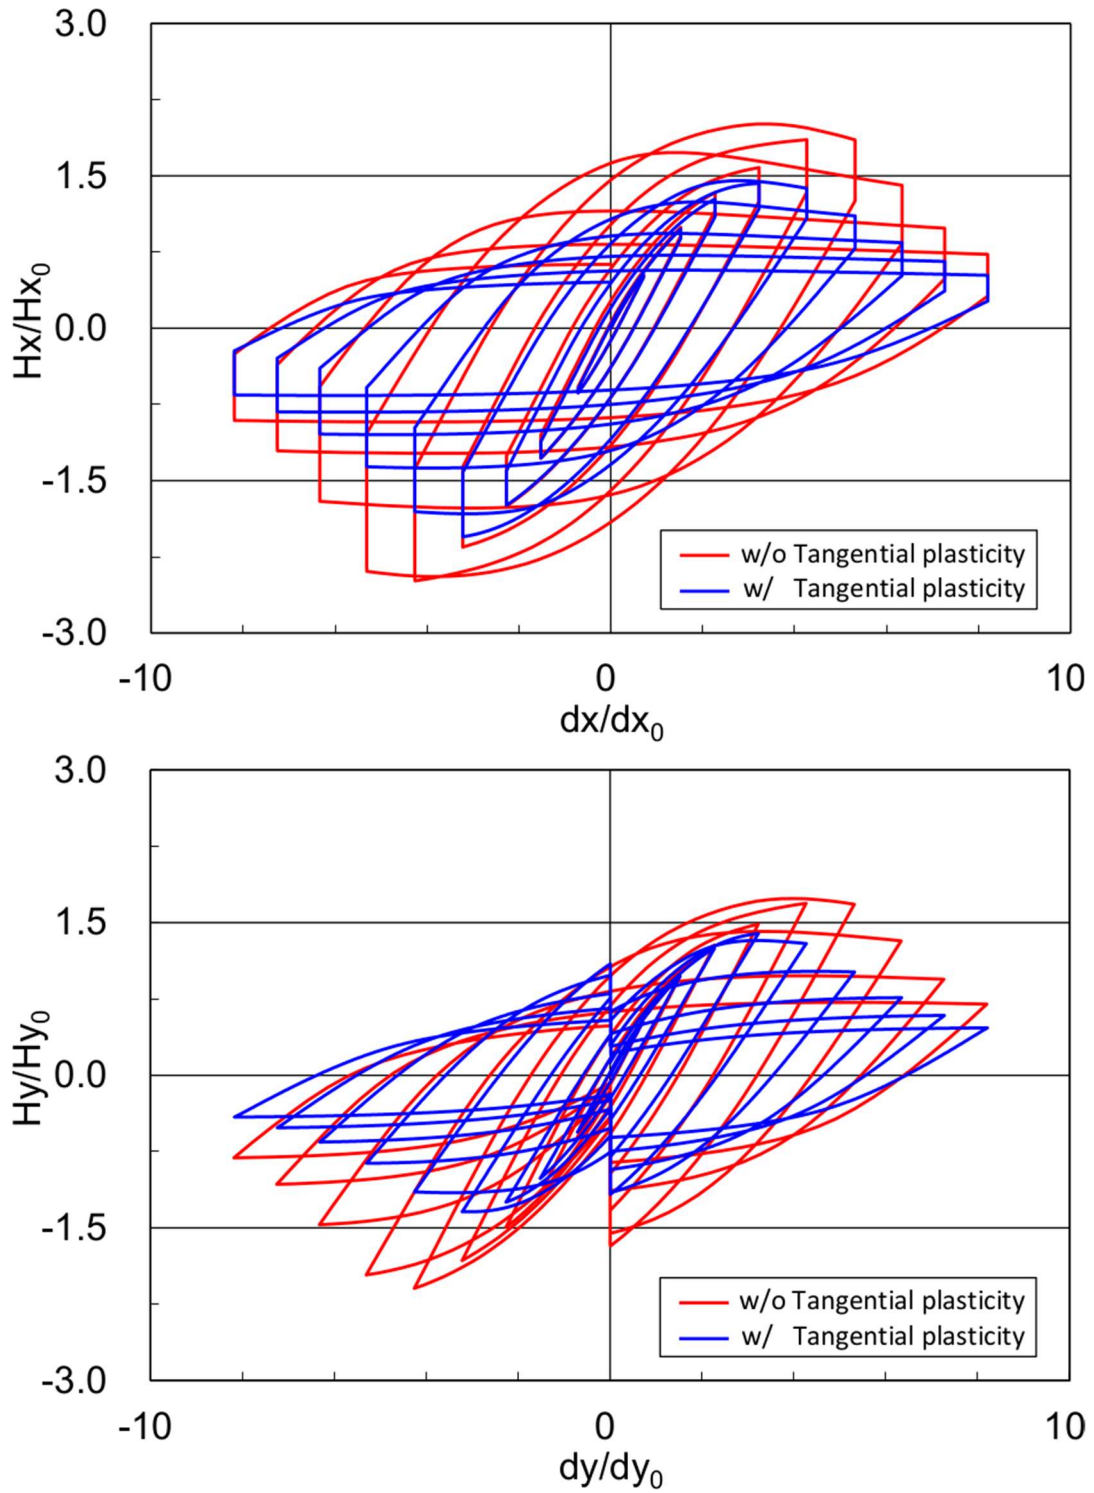 3.0
1.5
0.0
-1.5
-3.0
Hx/Hx0
w/o Tangential plasticity
w/ Tangential plasticity
-10 0 10
dx/dx0
3.0
1.5
0.0
-1.5
-3.0
Hy/Hy0
w/o Tangential plasticity
w/ Tangential plasticity
-10 0 10
dy/dy0